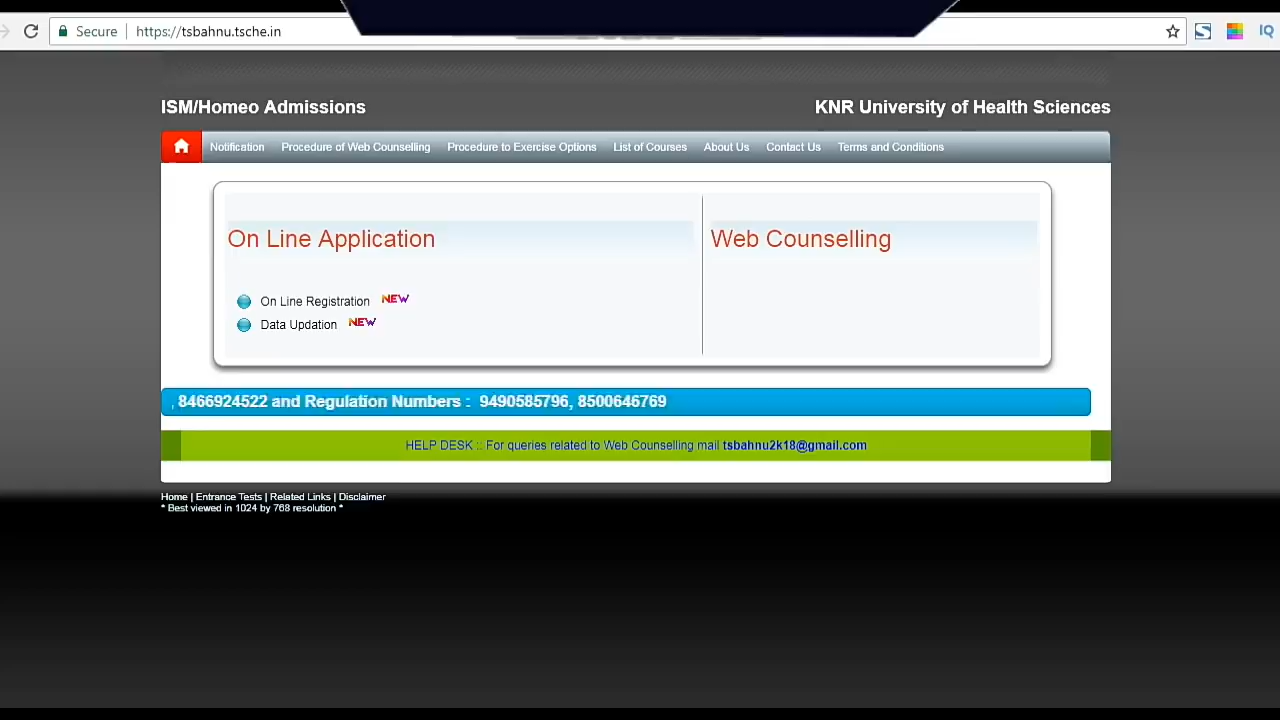 Secure https://tsbahnu.tsche.in
ISM/Homeo Admissions KNR University of Health Sciences
Notification Procedure of Web Counselling Procedure to Exercise Options List of Courses About Us Contact Us Terms and Conditions
On Line Application Web Counselling
On Line Registration NEW
Data Updation NEW
, 8466924522 and Regulation Numbers : 9490585796, 8500646769
HELP DESK :: For queries related to Web Counselling mail tsbahnu2k18@gmail.com
Home | Entrance Tests | Related Links | Disclaimer
* Best viewed in 1024 by 768 resolution *